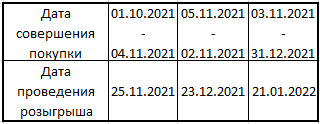 Дата 01.10.2021 05.11.2021 03.11.2021
совершения - - -
покупки 04.11.2021 02.11.2021 31.12.2021
Дата
проведения 25.11.2021 23.12.2021 21.01.2022
розыгрыша